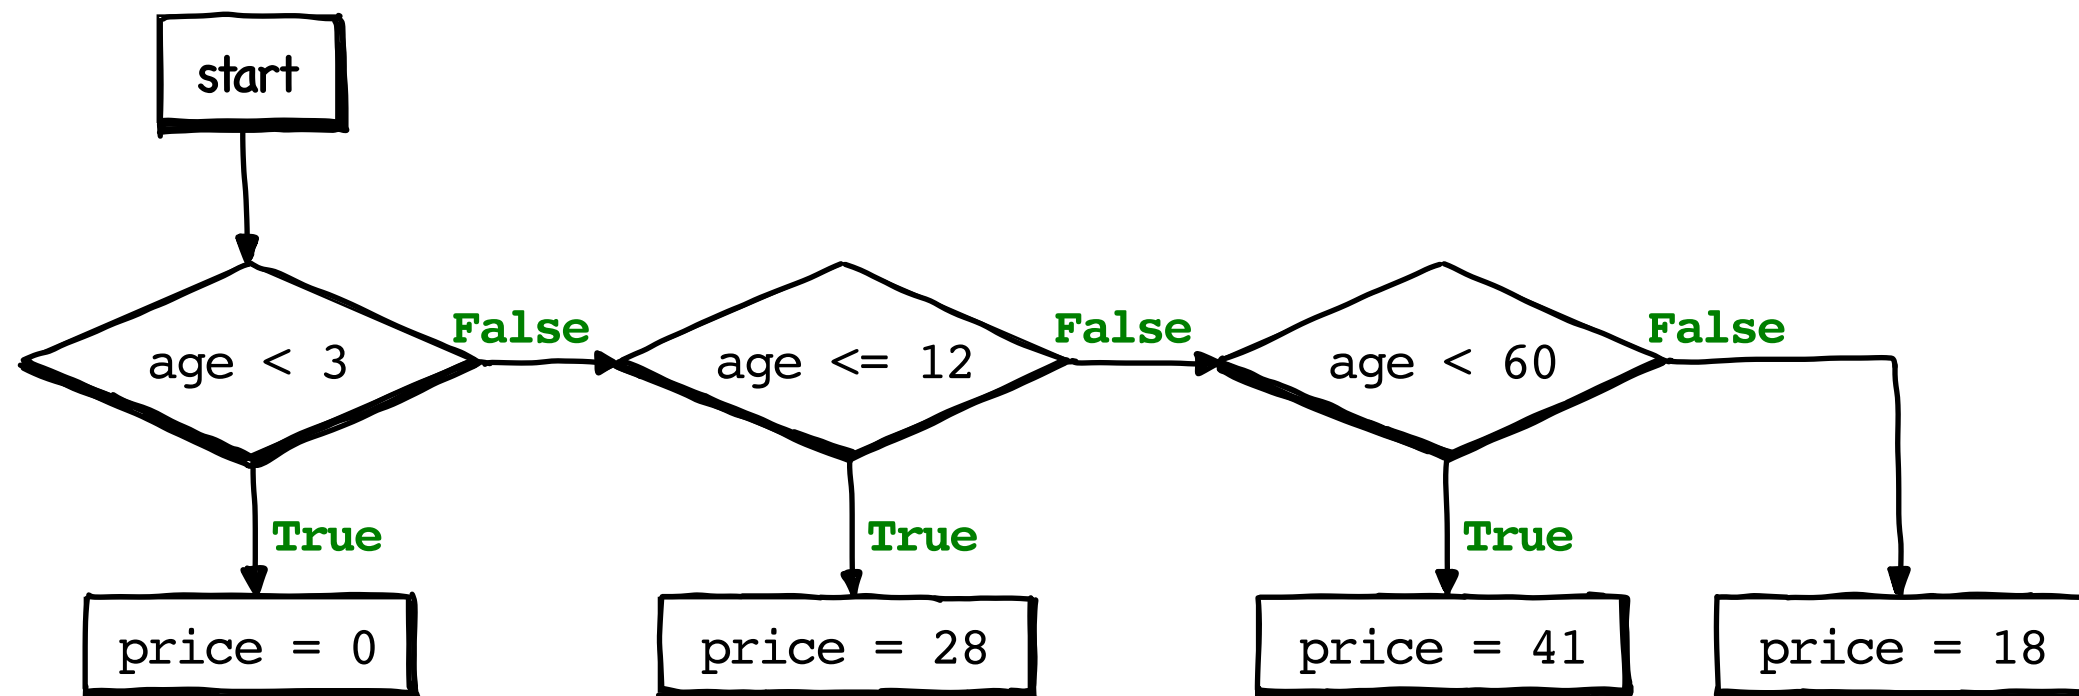 start
False
False
False
age < 3
age <= 12
age < 60
True
True
True
price = 0
price = 28
price = 41
price = 18